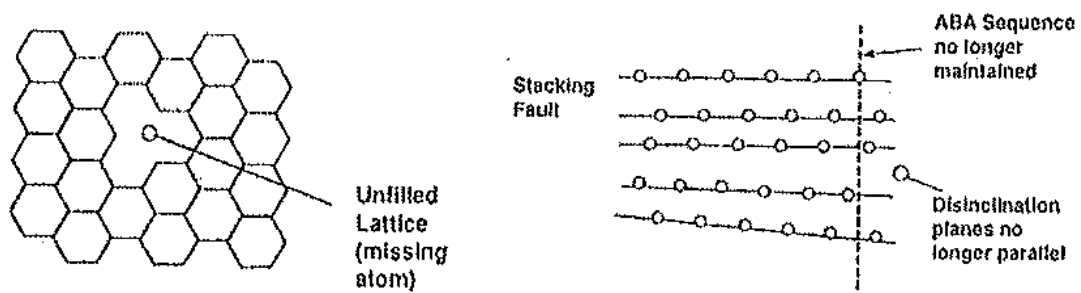 Unfilled
Lattice
(missing
atom)
Stacking
Fault
ABA Sequence
no longer
maintained
Disinclination
planes no
longer parallel